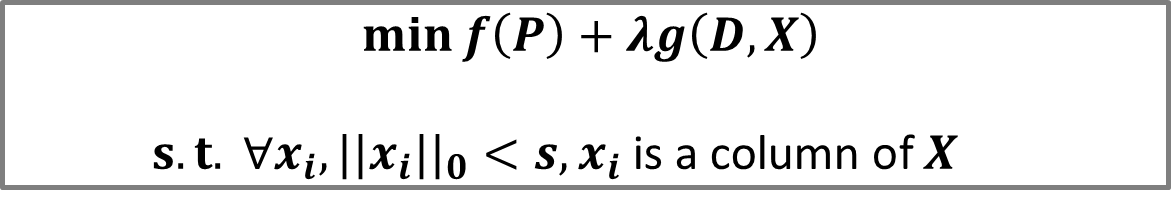 min f(P) + λg(D, X)
s. t. ∀xᵢ, ||xᵢ||₀ < s, xᵢ is a column of X